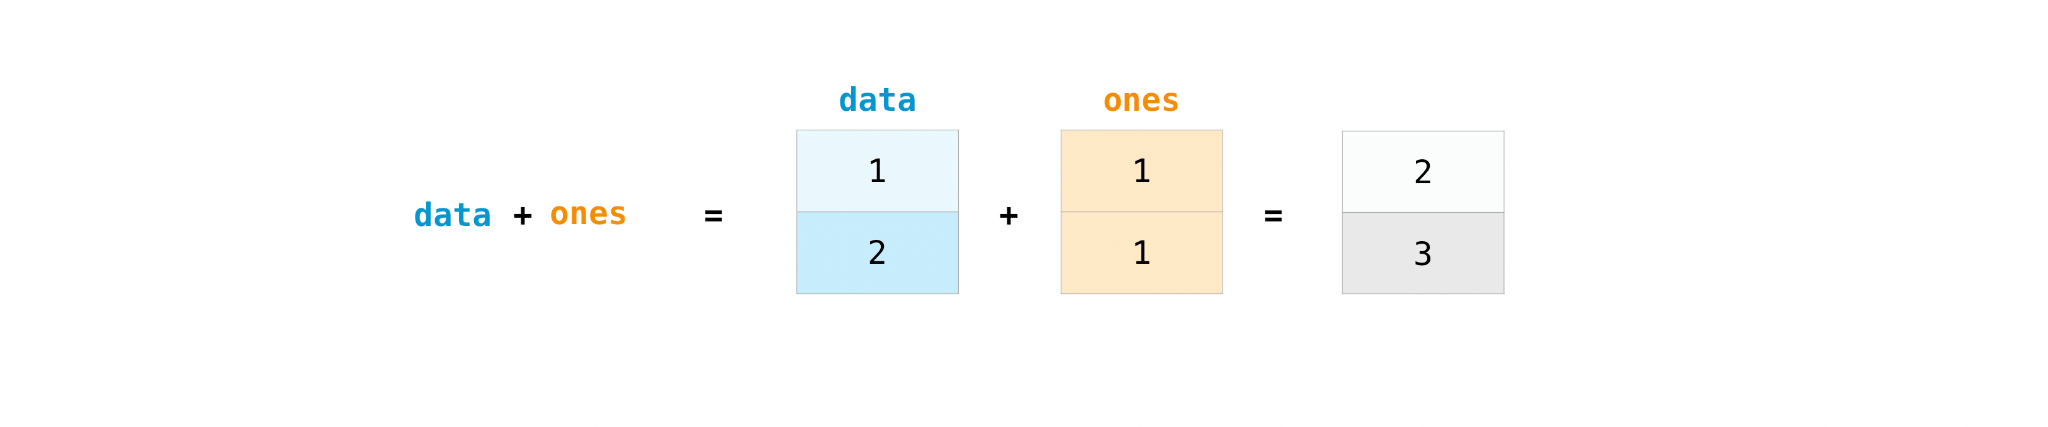 data ones
1 1 2
data + ones = + =
2 1 3